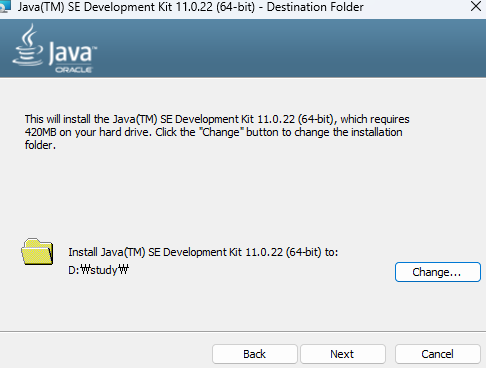 Java(TM) SE Development Kit 11.0.22 (64-bit) - Destination Folder
Java™
ORACLE
This will install the Java(TM) SE Development Kit 11.0.22 (64-bit), which requires
420MB on your hard drive. Click the "Change" button to change the installation
folder.
Install Java(TM) SE Development Kit 11.0.22 (64-bit) to:
D:₩study₩
Change...
Back
Next
Cancel